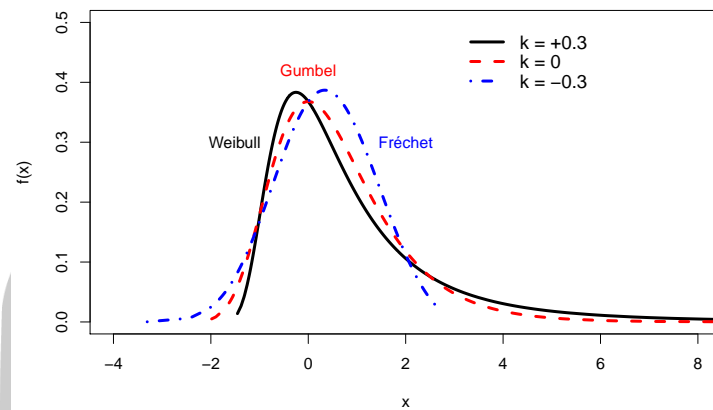 0.5
0.4
0.3
0.2
0.1
0.0
f(x)
k = +0.3
k = 0
k = −0.3
Gumbel
Weibull
Fréchet
−4 −2 0 2 4 6 8
x